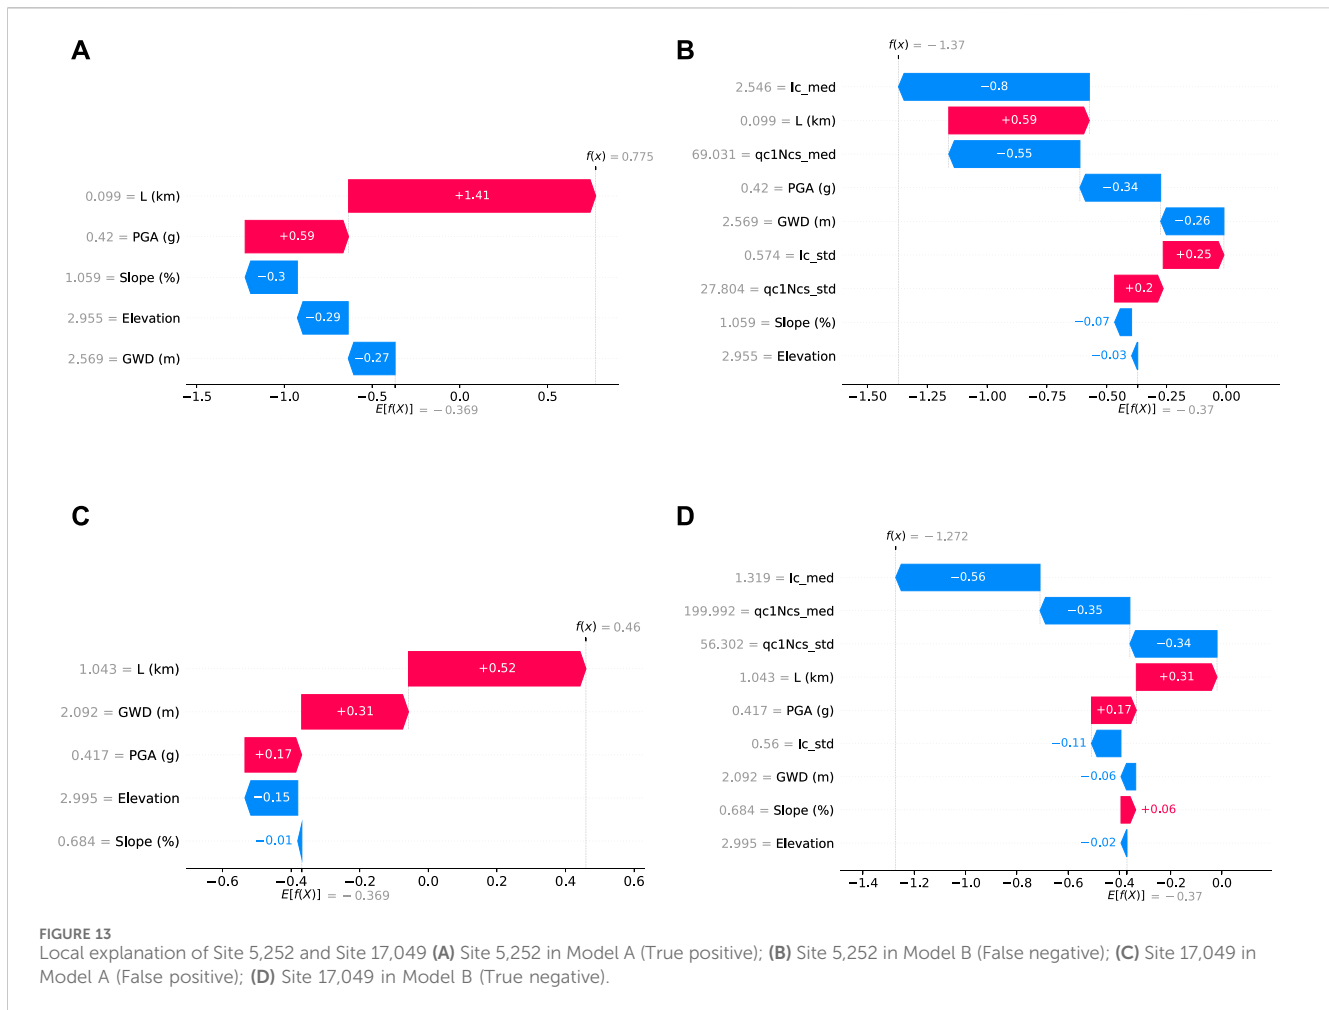 A
f(x) = 0.775
0.099 = L (km)
+1.41
0.42 = PGA (g)
+0.59
1.059 = Slope (%)
−0.3
2.955 = Elevation
−0.29
2.569 = GWD (m)
−0.27
−1.5 −1.0 −0.5 0.0 0.5
E[f(X)] = −0.369
B
f(x) = −1.37
2.546 = Ic_med
−0.8
0.099 = L (km)
+0.59
69.031 = qc1Ncs_med
−0.55
0.42 = PGA (g)
−0.34
2.569 = GWD (m)
−0.26
0.574 = Ic_std
+0.25
27.804 = qc1Ncs_std
+0.2
1.059 = Slope (%)
−0.07
2.955 = Elevation
−0.03
−1.50 −1.25 −1.00 −0.75 −0.50 −0.25 0.00
E[f(X)] = −0.37
C
f(x) = 0.46
1.043 = L (km)
+0.52
2.092 = GWD (m)
+0.31
0.417 = PGA (g)
+0.17
2.995 = Elevation
−0.15
0.684 = Slope (%)
−0.01
−0.6 −0.4 −0.2 0.0 0.2 0.4 0.6
E[f(X)] = −0.369
D
f(x) = −1.272
1.319 = Ic_med
−0.56
199.992 = qc1Ncs_med
−0.35
56.302 = qc1Ncs_std
−0.34
1.043 = L (km)
+0.31
0.417 = PGA (g)
+0.17
0.56 = Ic_std
−0.11
2.092 = GWD (m)
−0.06
0.684 = Slope (%)
+0.06
2.995 = Elevation
−0.02
−1.4 −1.2 −1.0 −0.8 −0.6 −0.4 −0.2 0.0
E[f(X)] = −0.37
FIGURE 13
Local explanation of Site 5,252 and Site 17,049 (A) Site 5,252 in Model A (True positive); (B) Site 5,252 in Model B (False negative); (C) Site 17,049 in
Model A (False positive); (D) Site 17,049 in Model B (True negative).